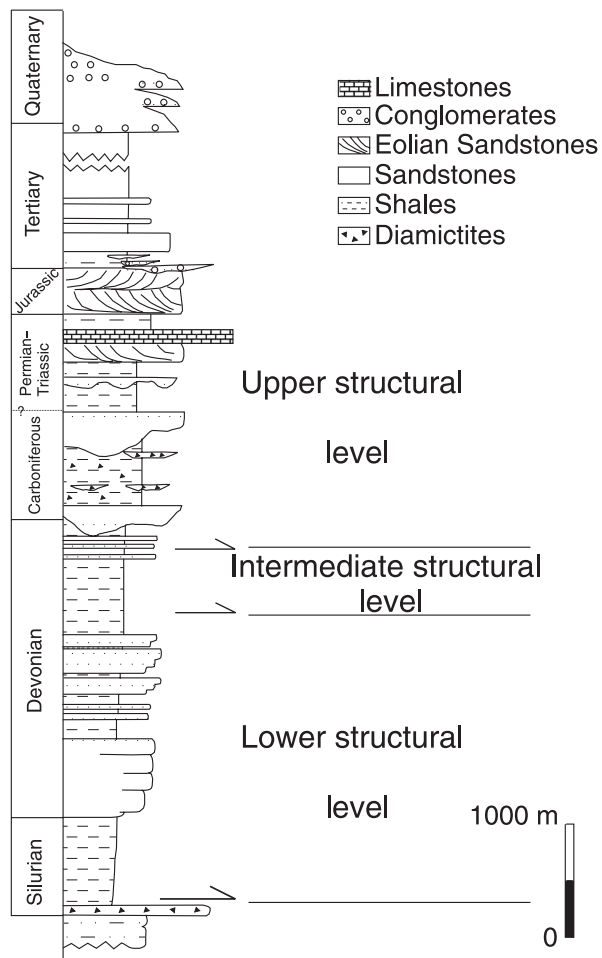 Quaternary
Tertiary
Jurassic
Permian–
Triassic
?
Carboniferous
Devonian
Silurian
Limestones
Conglomerates
Eolian Sandstones
Sandstones
Shales
Diamictites
Upper structural
level
Intermediate structural
level
Lower structural
level
1000 m
0